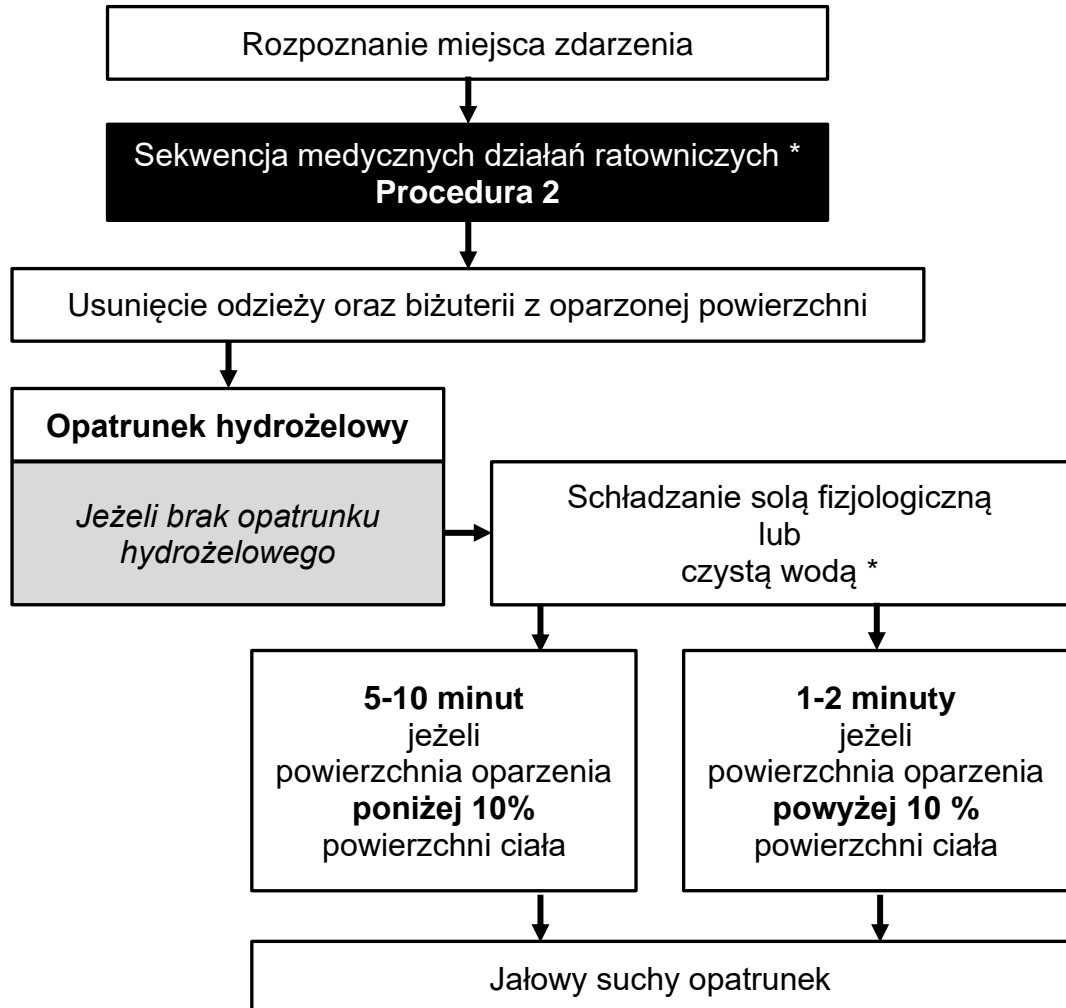 Rozpoznanie miejsca zdarzenia
Sekwencja medycznych działań ratowniczych *
Procedura 2
Usunięcie odzieży oraz biżuterii z oparzonej powierzchni
Opatrunek hydrożelowy
Jeżeli brak opatrunku
hydrożelowego
Schładzanie solą fizjologiczną
lub
czystą wodą *
5-10 minut
jeżeli
powierzchnia oparzenia
poniżej 10%
powierzchni ciała
1-2 minuty
jeżeli
powierzchnia oparzenia
powyżej 10 %
powierzchni ciała
Jałowy suchy opatrunek